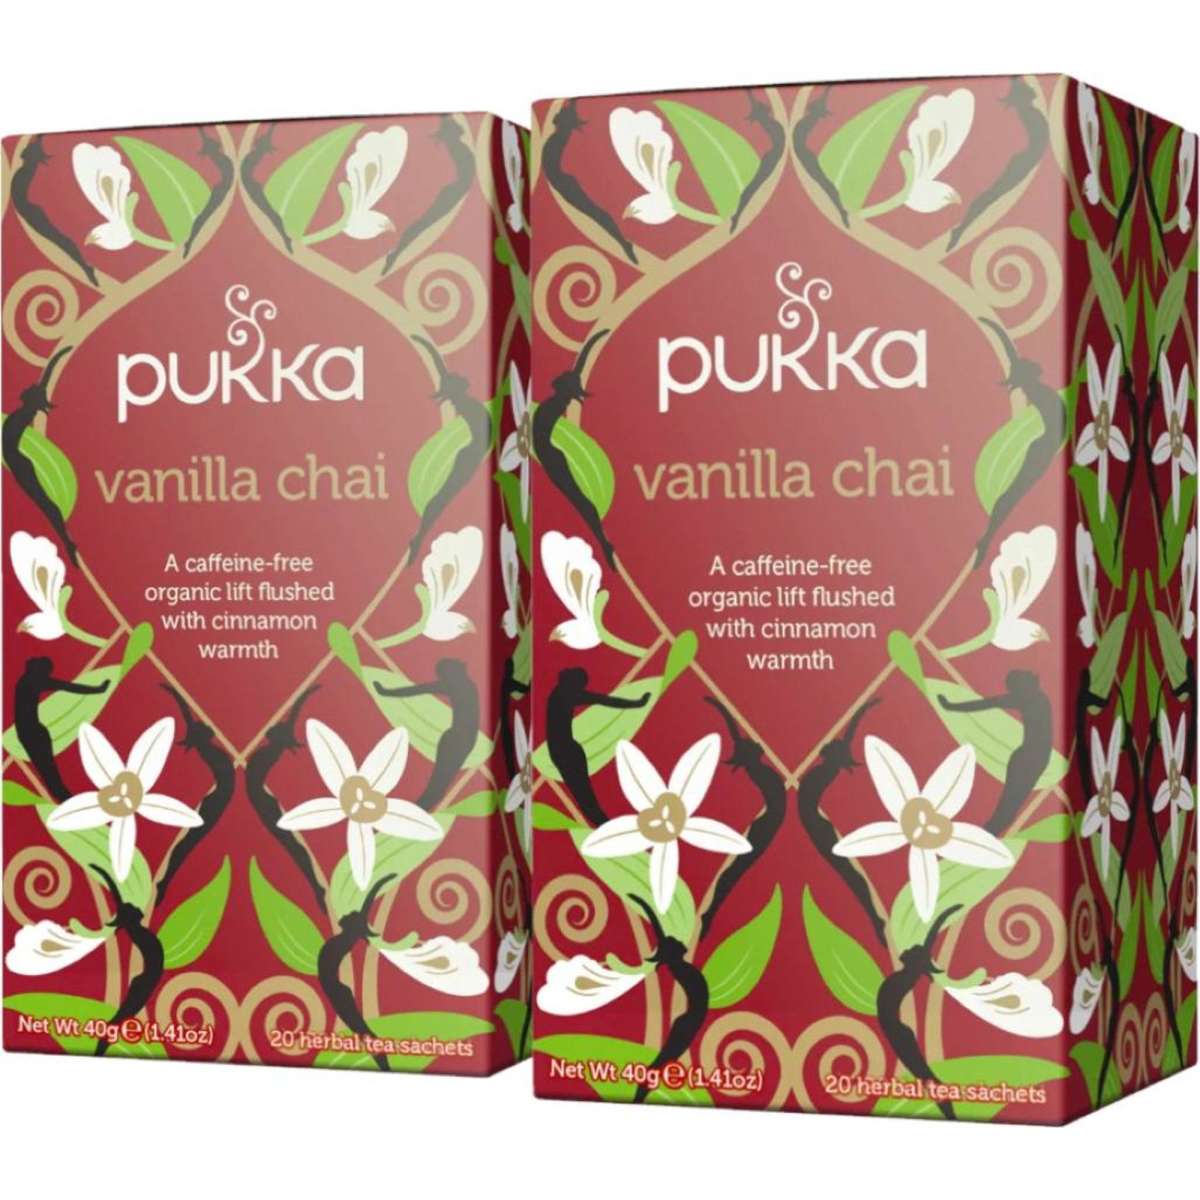 pukka
vanilla chai
A caffeine-free
organic lift flushed
with cinnamon
warmth
Net Wt 40g℮(1.41oz)
20 herbal tea sachets
pukka
vanilla chai
A caffeine-free
organic lift flushed
with cinnamon
warmth
Net Wt 40g℮(1.41oz)
20 herbal tea sachets